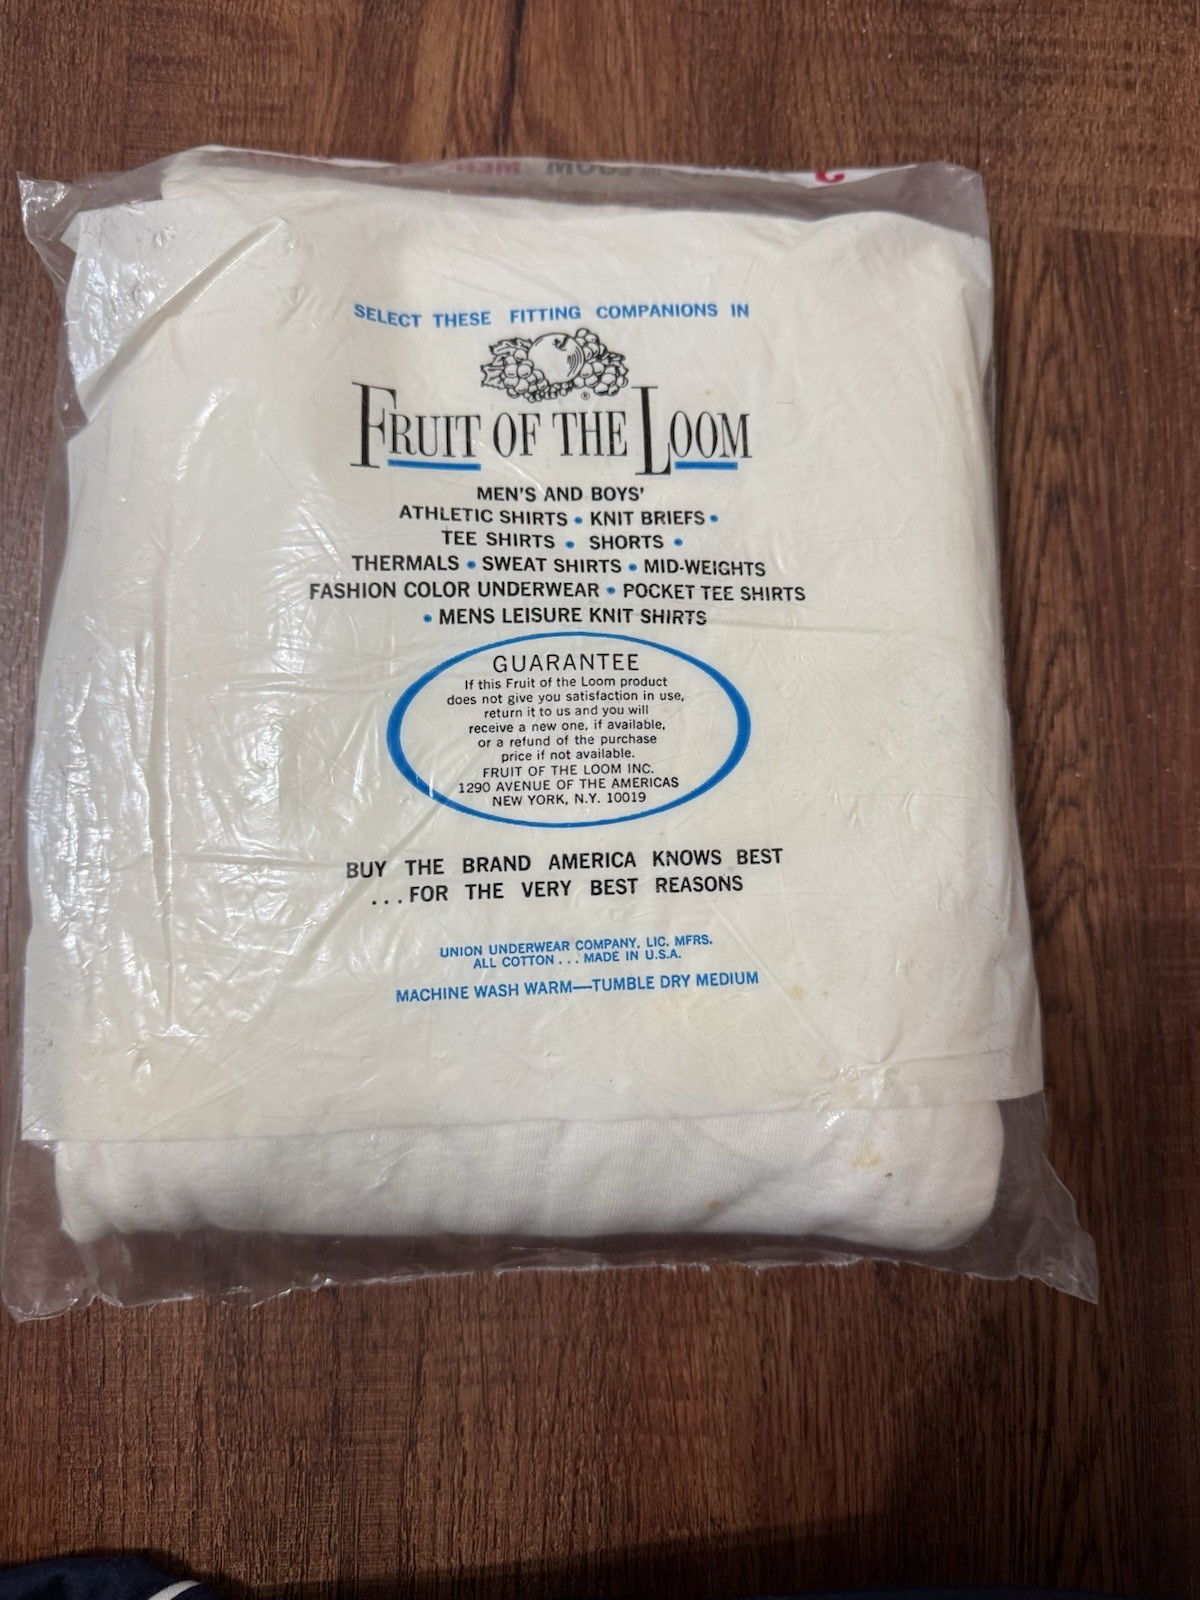 SELECT THESE FITTING COMPANIONS IN
®
FRUIT OF THE LOOM
MEN'S AND BOYS'
ATHLETIC SHIRTS • KNIT BRIEFS •
TEE SHIRTS • SHORTS •
THERMALS • SWEAT SHIRTS • MID-WEIGHTS
FASHION COLOR UNDERWEAR • POCKET TEE SHIRTS
• MENS LEISURE KNIT SHIRTS
GUARANTEE
If this Fruit of the Loom product
does not give you satisfaction in use,
return it to us and you will
receive a new one, if available,
or a refund of the purchase
price if not available.
FRUIT OF THE LOOM INC.
1290 AVENUE OF THE AMERICAS
NEW YORK, N.Y. 10019
BUY THE BRAND AMERICA KNOWS BEST
...FOR THE VERY BEST REASONS
UNION UNDERWEAR COMPANY, LIC. MFRS.
ALL COTTON...MADE IN U.S.A.
MACHINE WASH WARM—TUMBLE DRY MEDIUM